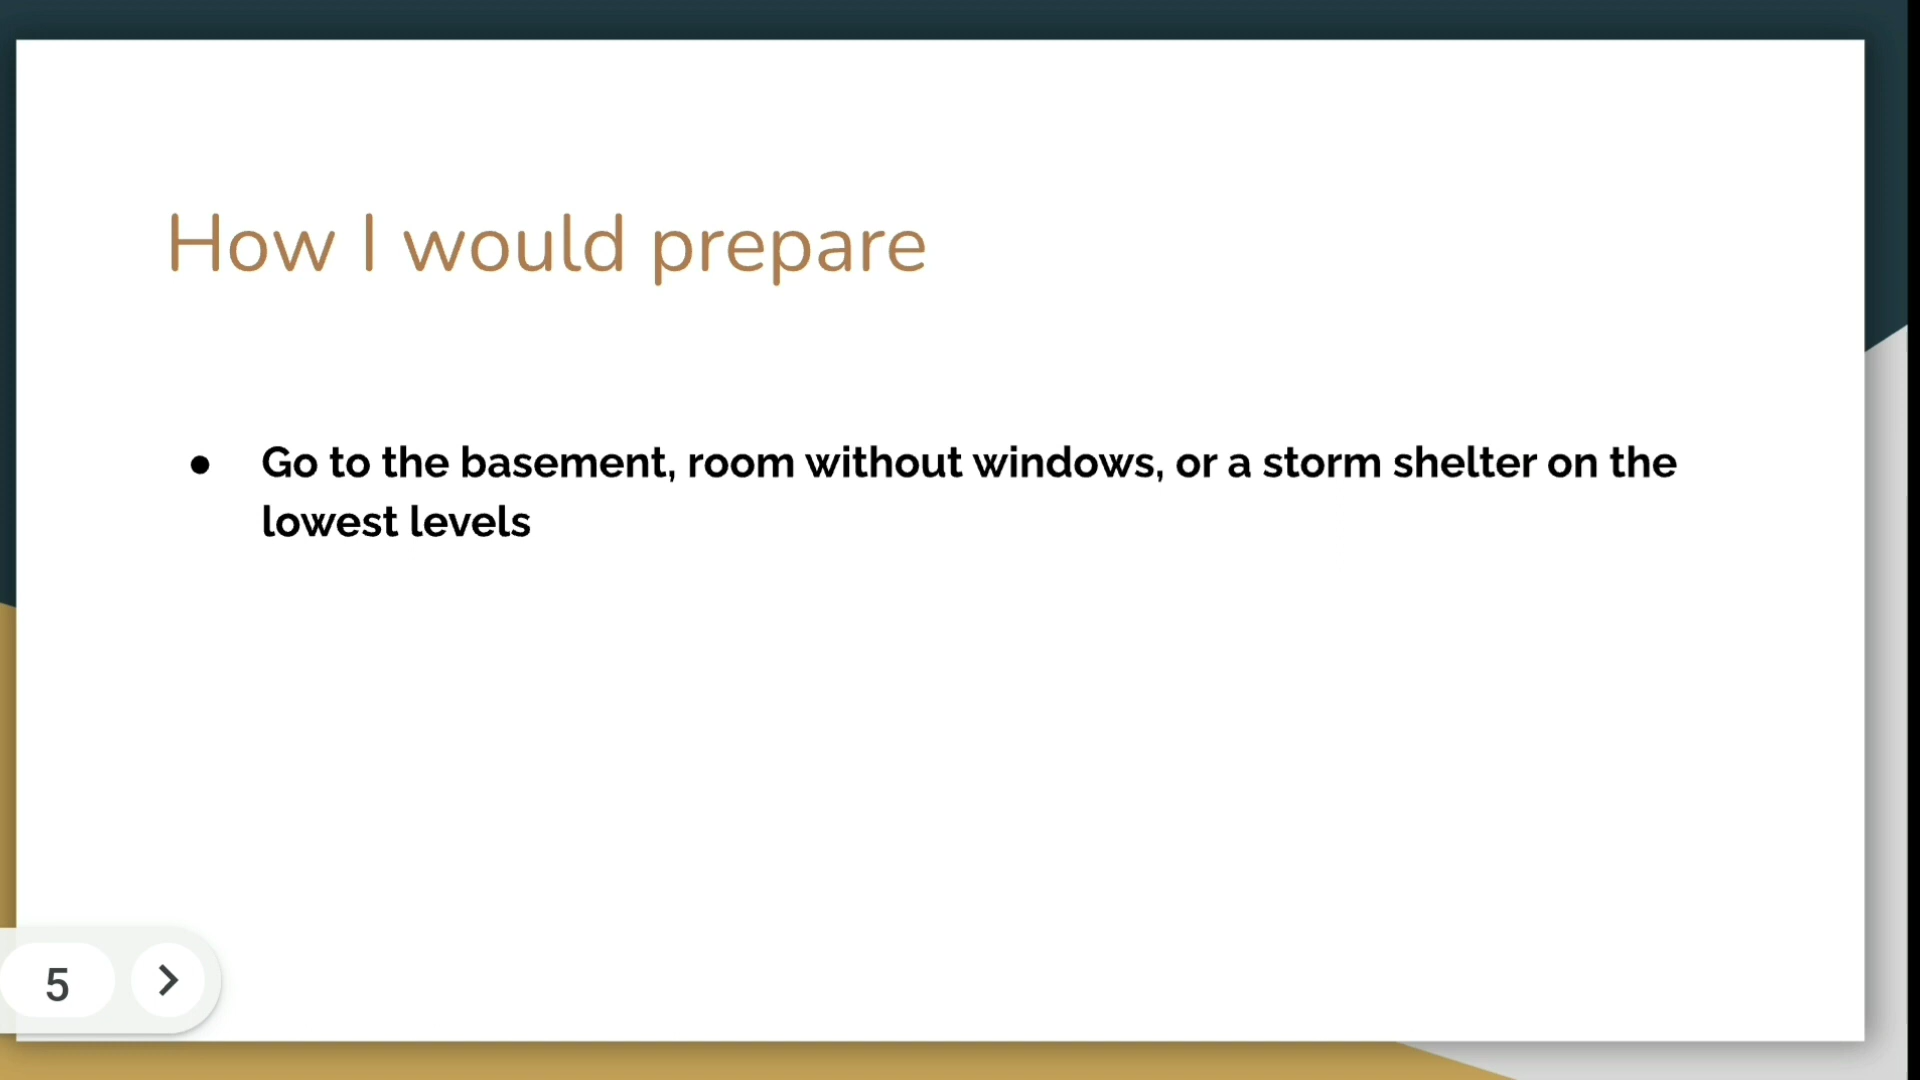 How I would prepare
● Go to the basement, room without windows, or a storm shelter on the
lowest levels
5